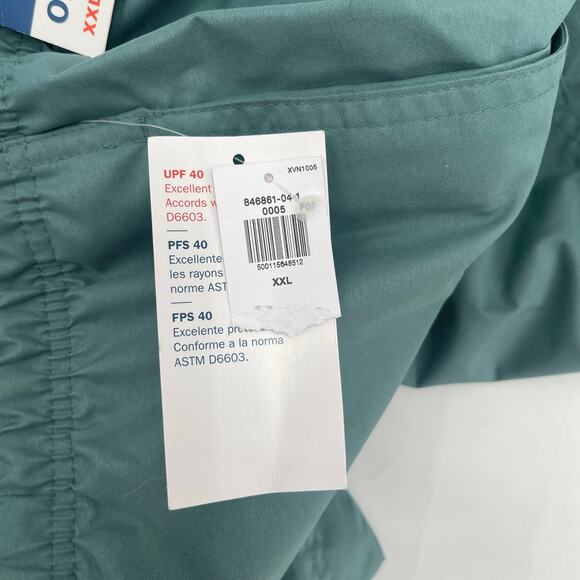 XXL
O
UPF 40
Excellent
Accords
D6603.
PFS 40
Excellente
les rayons
norme AST
FPS 40
Excelente
Conforme a la norma
ASTM D6603.
XVN1005
846861-04-1
0005
500115648512
XXL